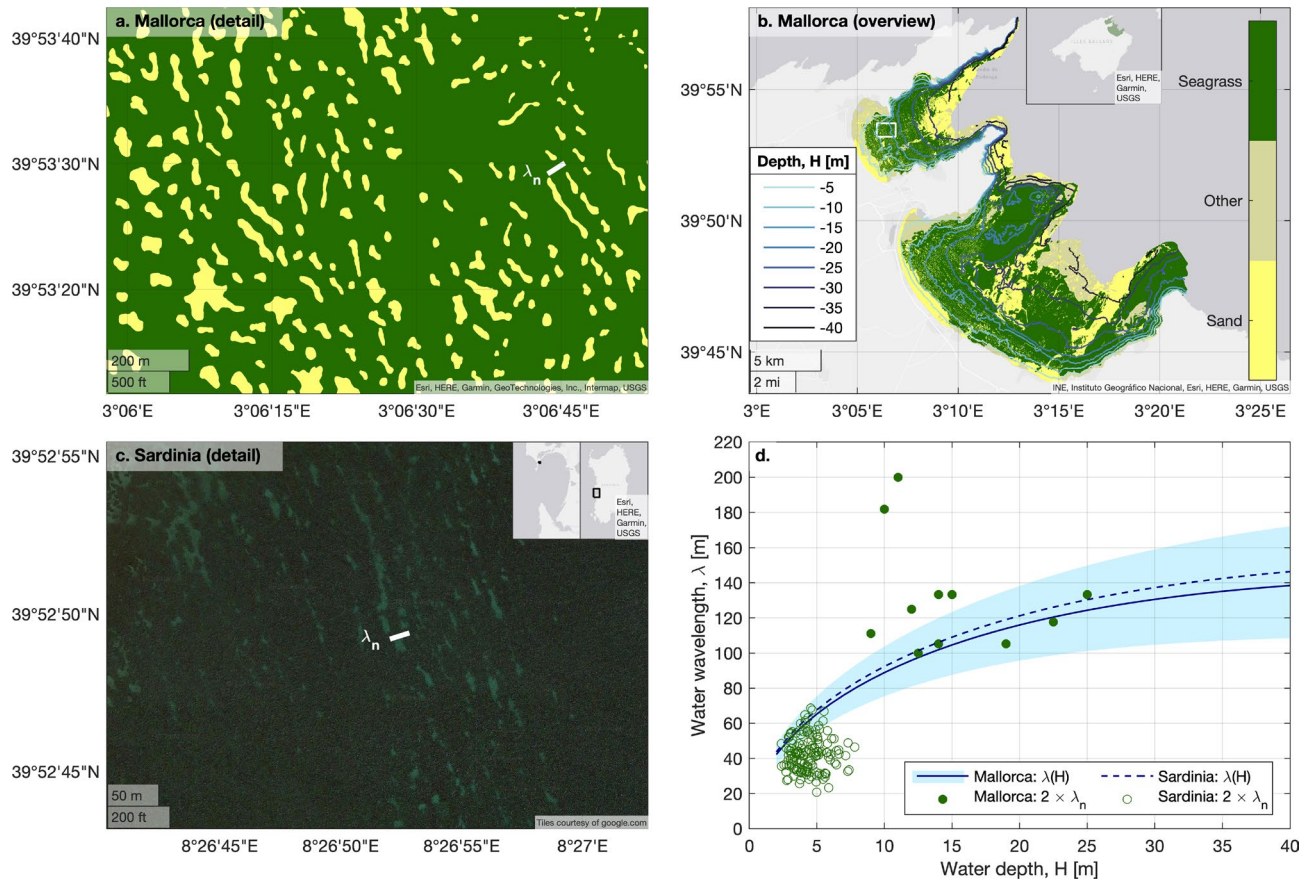 a. Mallorca (detail)
39°53'40"N
39°53'30"N
39°53'20"N
λn
200 m
500 ft
Esri, HERE, Garmin, GeoTechnologies, Inc., Intermap, USGS
3°06'E
3°06'15"E
3°06'30"E
3°06'45"E
b. Mallorca (overview)
ILLES BALEARS
Esri, HERE,
Garmin,
USGS
39°55'N
39°50'N
39°45'N
Depth, H [m]
-5
-10
-15
-20
-25
-30
-35
-40
Seagrass
Other
Sand
5 km
2 mi
INE, Instituto Geográfico Nacional, Esri, HERE, Garmin, USGS
3°E
3°05'E
3°10'E
3°15'E
3°20'E
3°25'E
c. Sardinia (detail)
Esri,
HERE,
Garmin,
USGS
39°52'55"N
39°52'50"N
39°52'45"N
λn
50 m
200 ft
Tiles courtesy of google.com
8°26'45"E
8°26'50"E
8°26'55"E
8°27'E
d.
Water wavelength, λ [m]
220
200
180
160
140
120
100
80
60
40
20
0
Mallorca: λ(H)
Sardinia: λ(H)
Mallorca: 2 × λn
Sardinia: 2 × λn
0 5 10 15 20 25 30 35 40
Water depth, H [m]